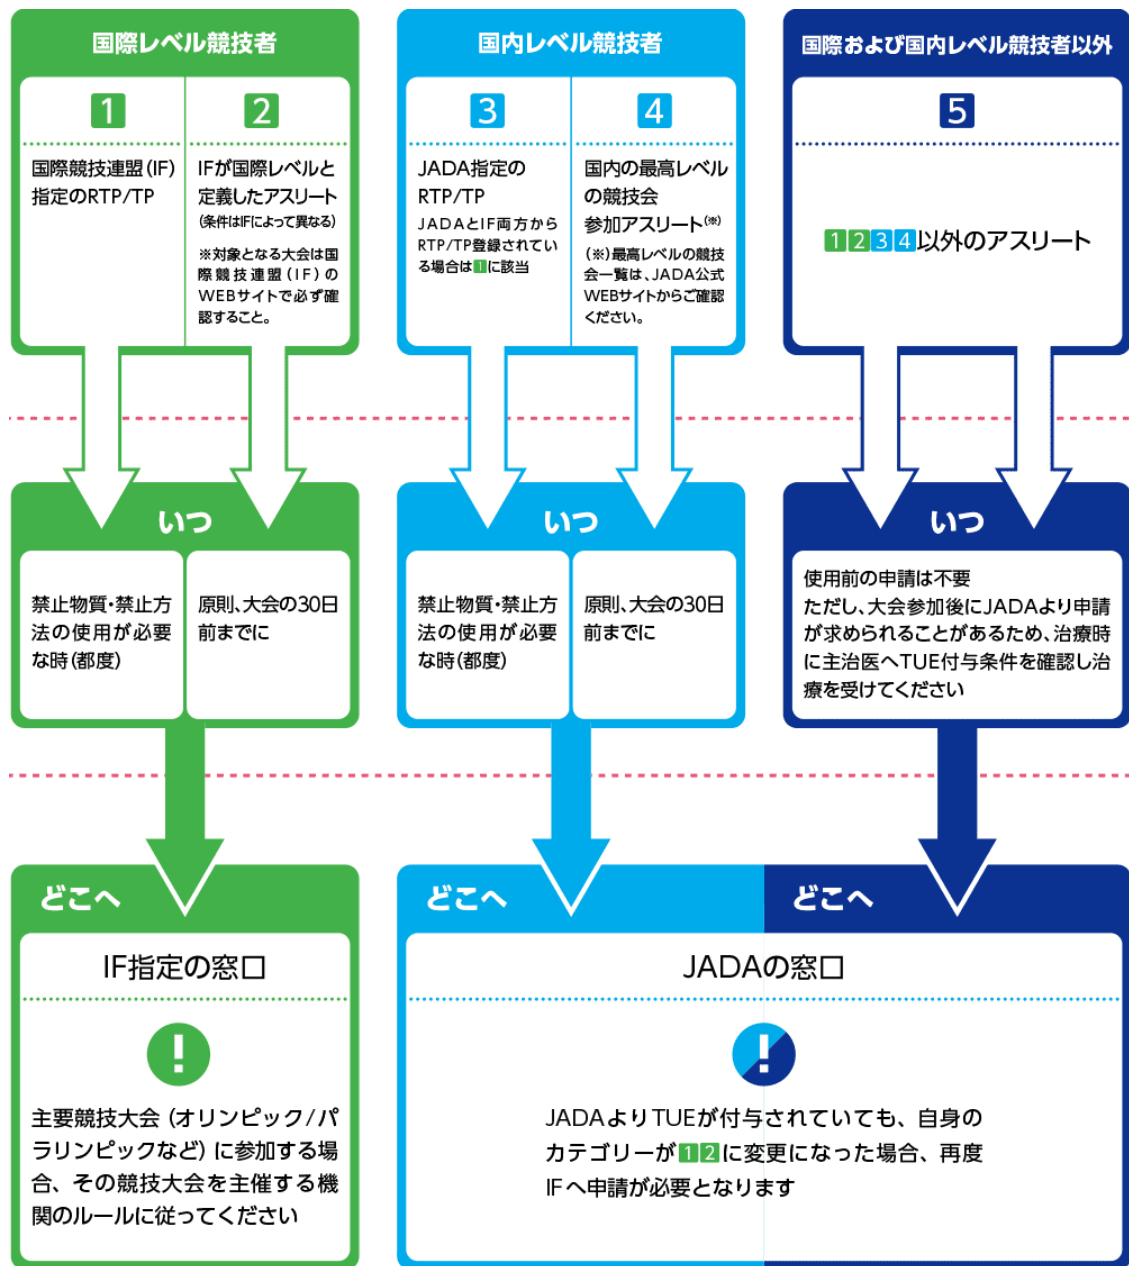 国際レベル競技者
1
国際競技連盟(IF)
指定のRTP/TP
2
IFが国際レベルと
定義したアスリート
(条件はIFによって異なる)
※対象となる大会は国
際競技連盟(IF)の
WEBサイトで必ず確
認すること。
国内レベル競技者
3
JADA指定の
RTP/TP
JADAとIF両方から
RTP/TP登録されてい
る場合は1に該当
4
国内の最高レベル
の競技会
参加アスリート(※)
(※)最高レベルの競技
会一覧は、JADA公式
WEBサイトからご確認
ください。
国際および国内レベル競技者以外
5
1234以外のアスリート
いつ
禁止物質・禁止方
法の使用が必要
な時(都度)
原則、大会の30日
前までに
いつ
禁止物質・禁止方
法の使用が必要
な時(都度)
原則、大会の30日
前までに
いつ
使用前の申請は不要
ただし、大会参加後にJADAより申請
が求められることがあるため、治療時
に主治医へTUE付与条件を確認し治
療を受けてください
どこへ
IF指定の窓口
!
主要競技大会(オリンピック/パ
ラリンピックなど)に参加する場
合、その競技大会を主催する機
関のルールに従ってください
どこへ
どこへ
JADAの窓口
!
JADAよりTUEが付与されていても、自身の
カテゴリーが12に変更になった場合、再度
IFへ申請が必要となります